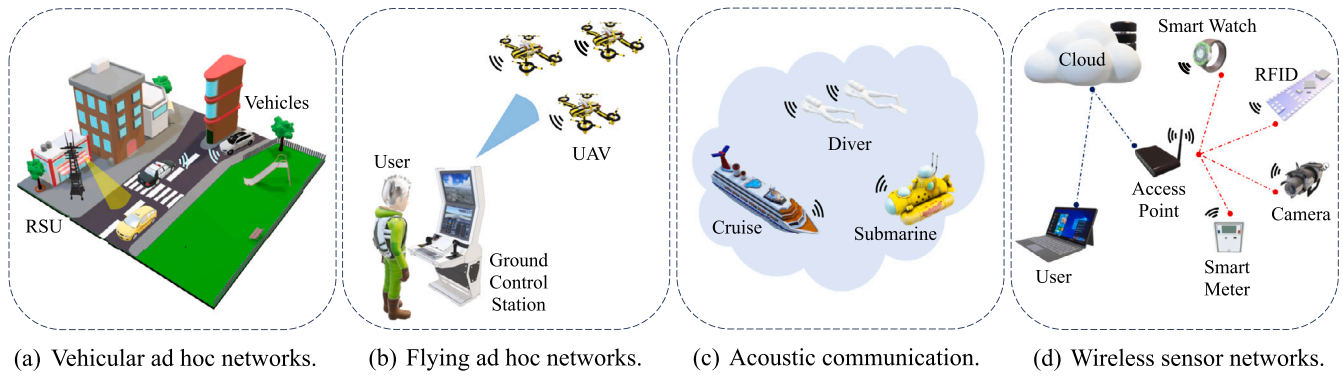 Vehicles
RSU
(a) Vehicular ad hoc networks.
User
UAV
Ground
Control
Station
(b) Flying ad hoc networks.
Diver
Cruise
Submarine
(c) Acoustic communication.
Smart Watch
Cloud
RFID
Access
Point
Camera
User
Smart
Meter
(d) Wireless sensor networks.